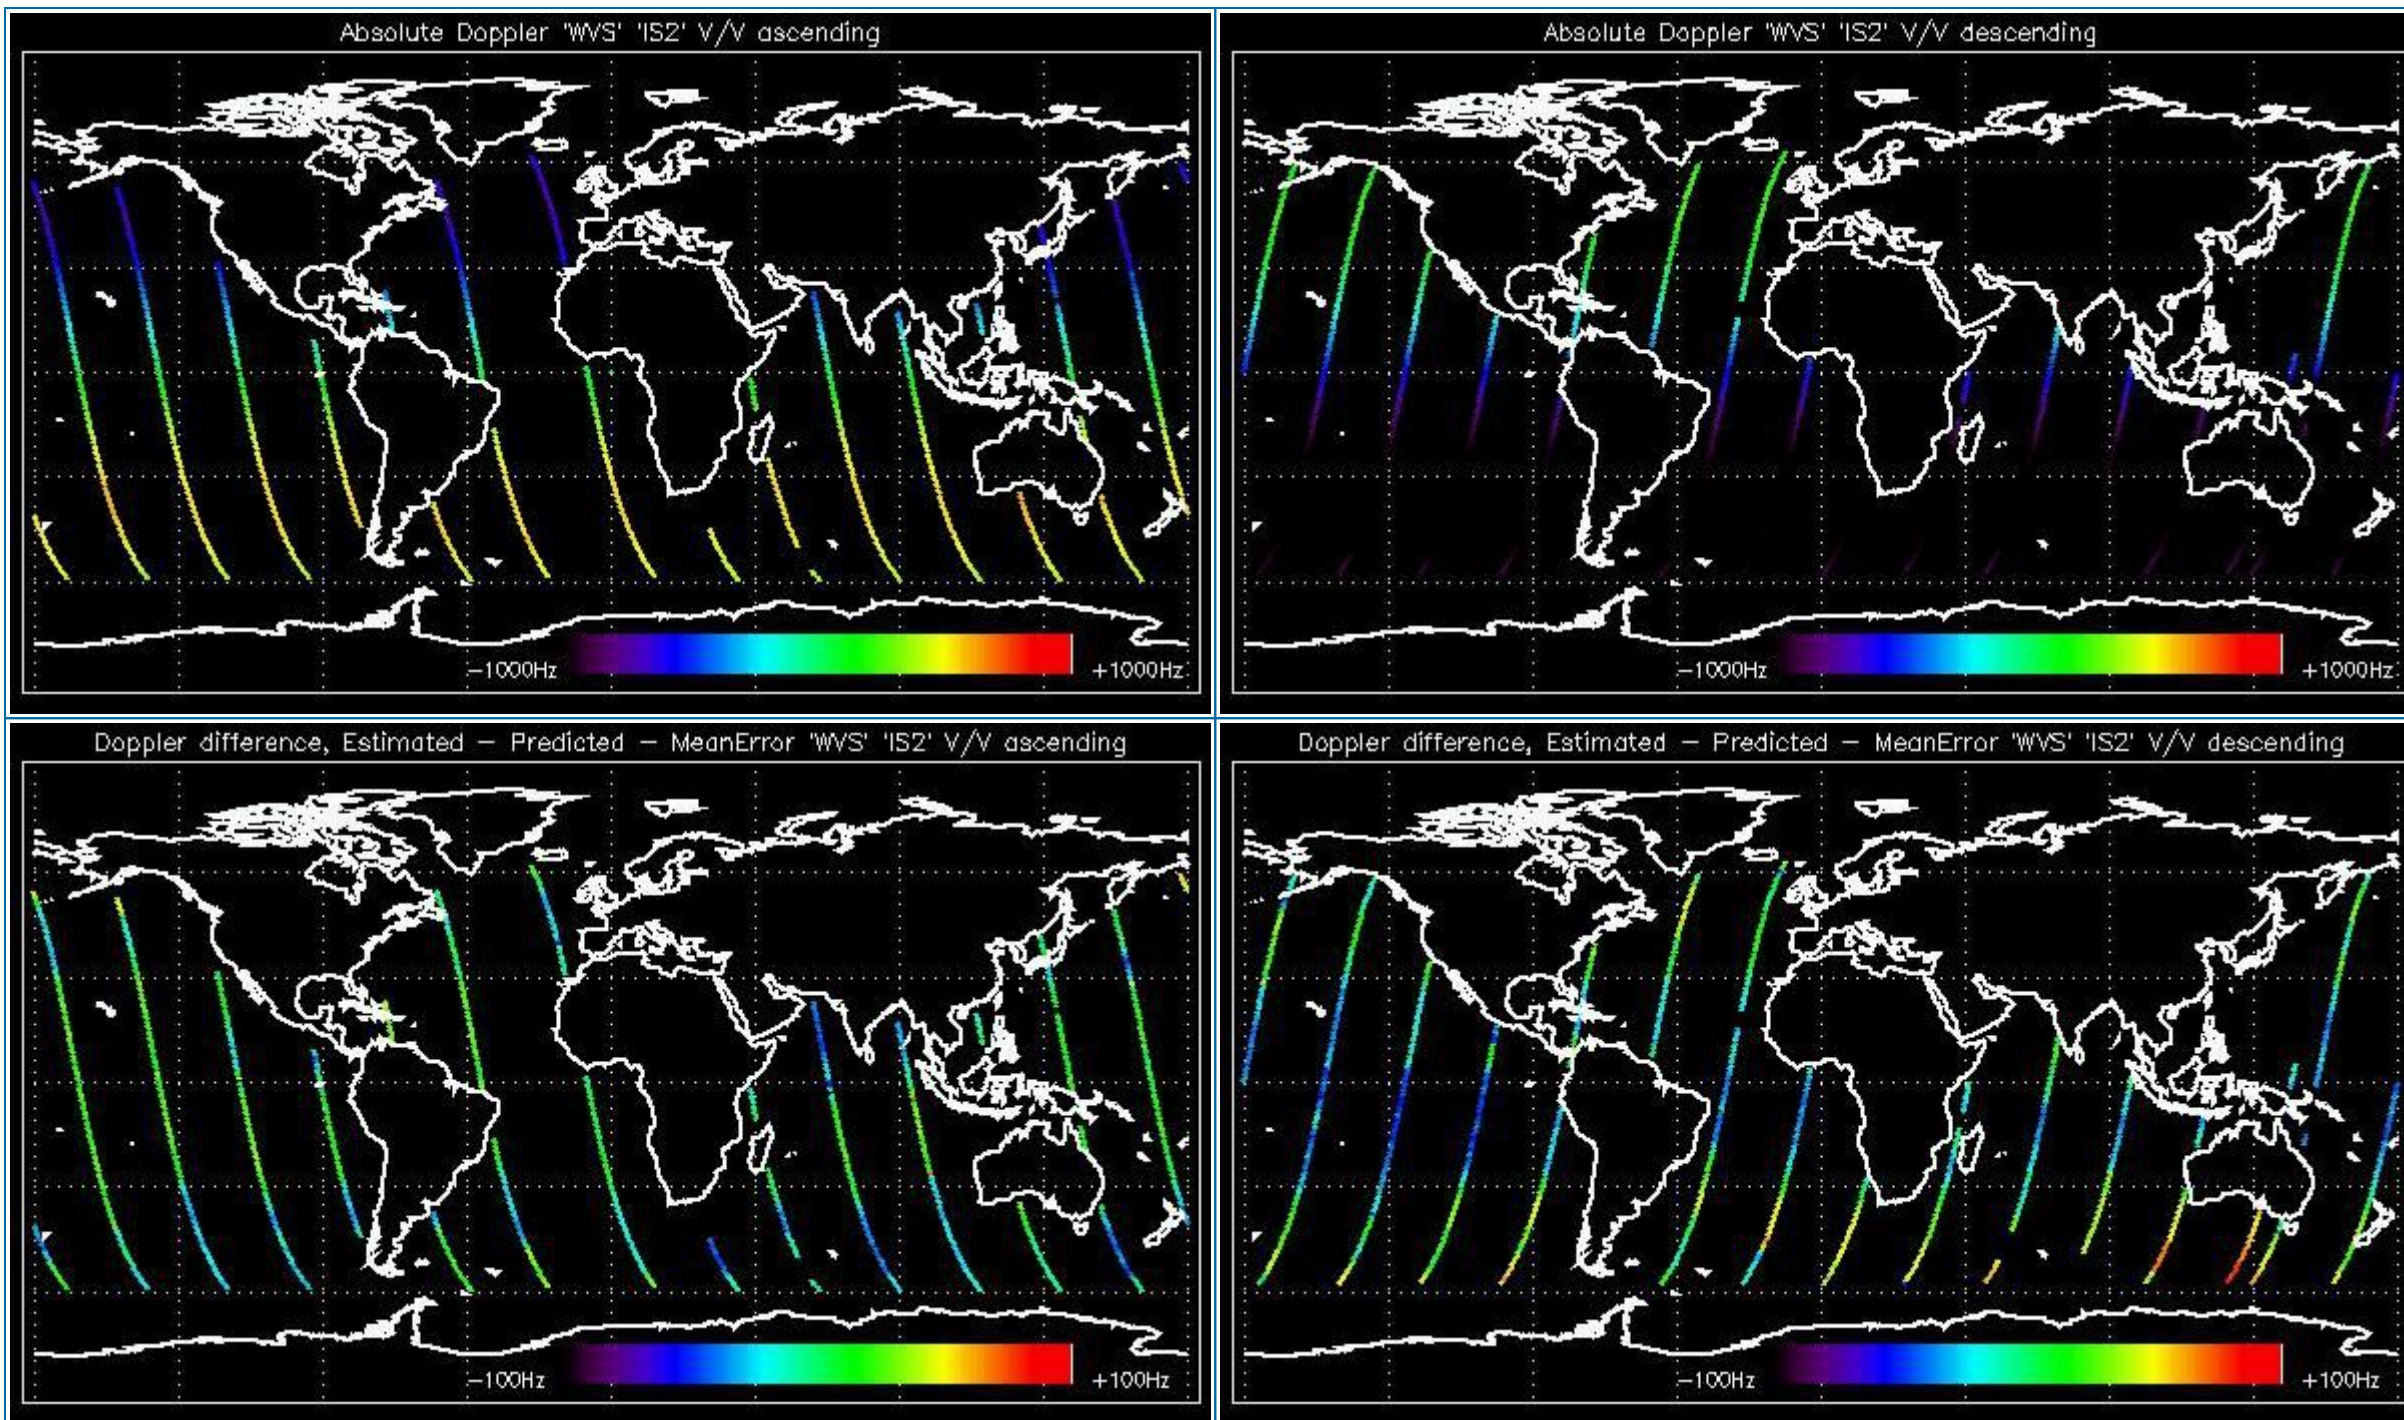 Absolute Doppler 'WVS' 'IS2' V/V ascending
-1000Hz +1000Hz
Absolute Doppler 'WVS' 'IS2' V/V descending
-1000Hz +1000Hz
Doppler difference, Estimated - Predicted - MeanError 'WVS' 'IS2' V/V ascending
-100Hz +100Hz
Doppler difference, Estimated - Predicted - MeanError 'WVS' 'IS2' V/V descending
-100Hz +100Hz